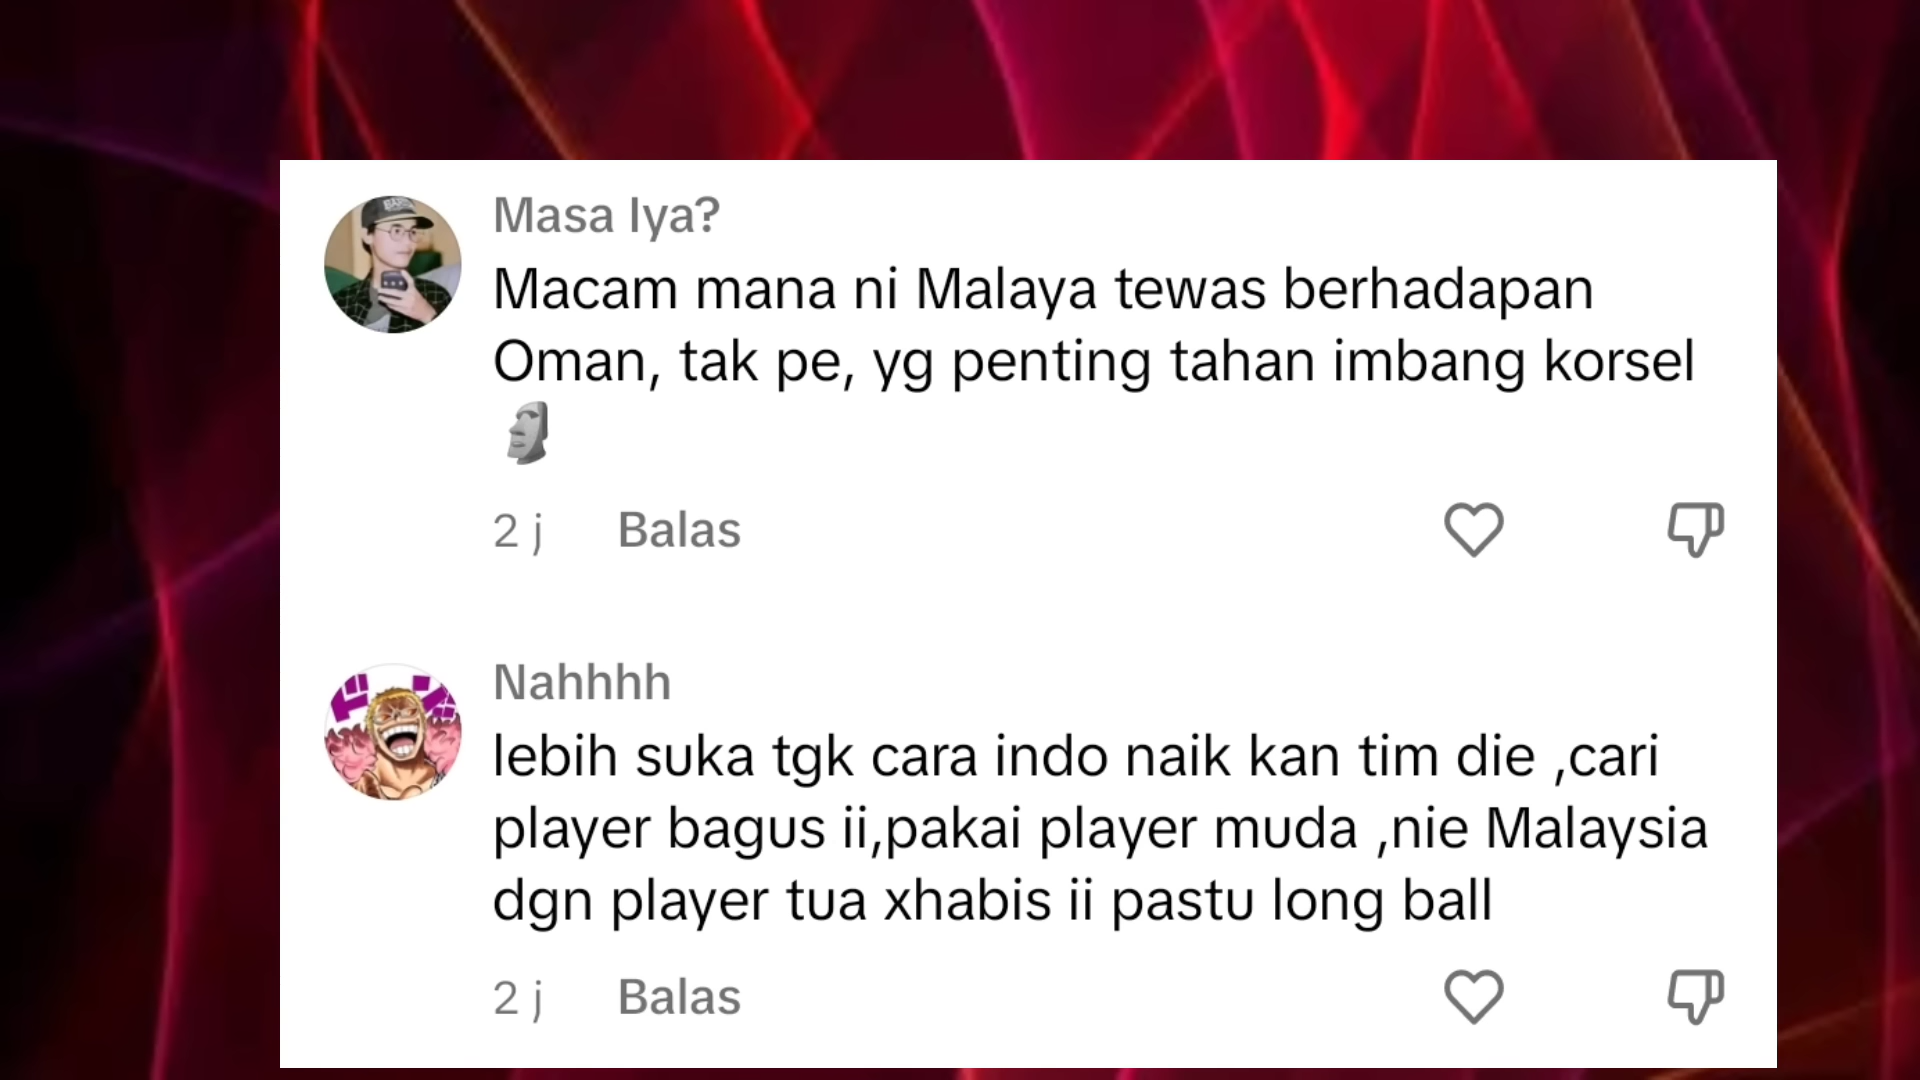 Masa Iya?
Macam mana ni Malaya tewas berhadapan
Oman, tak pe, yg penting tahan imbang korsel
🗿
2 j Balas
Nahhhh
lebih suka tgk cara indo naik kan tim die ,cari
player bagus ii,pakai player muda ,nie Malaysia
dgn player tua xhabis ii pastu long ball
2 j Balas